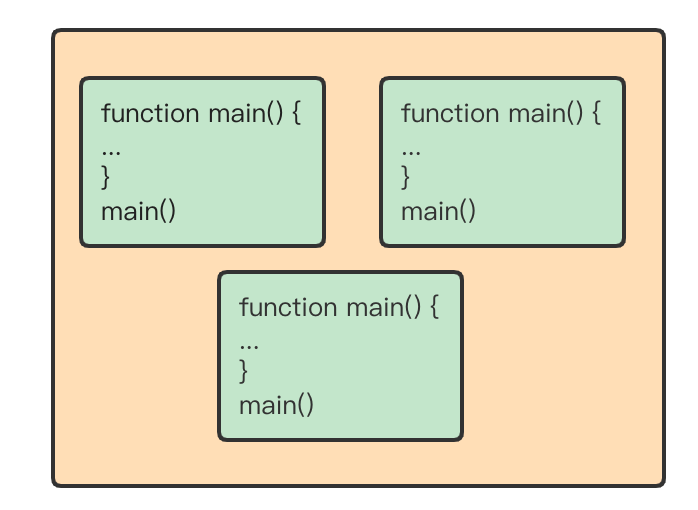 function main() {
...
}
main()
function main() {
...
}
main()
function main() {
...
}
main()